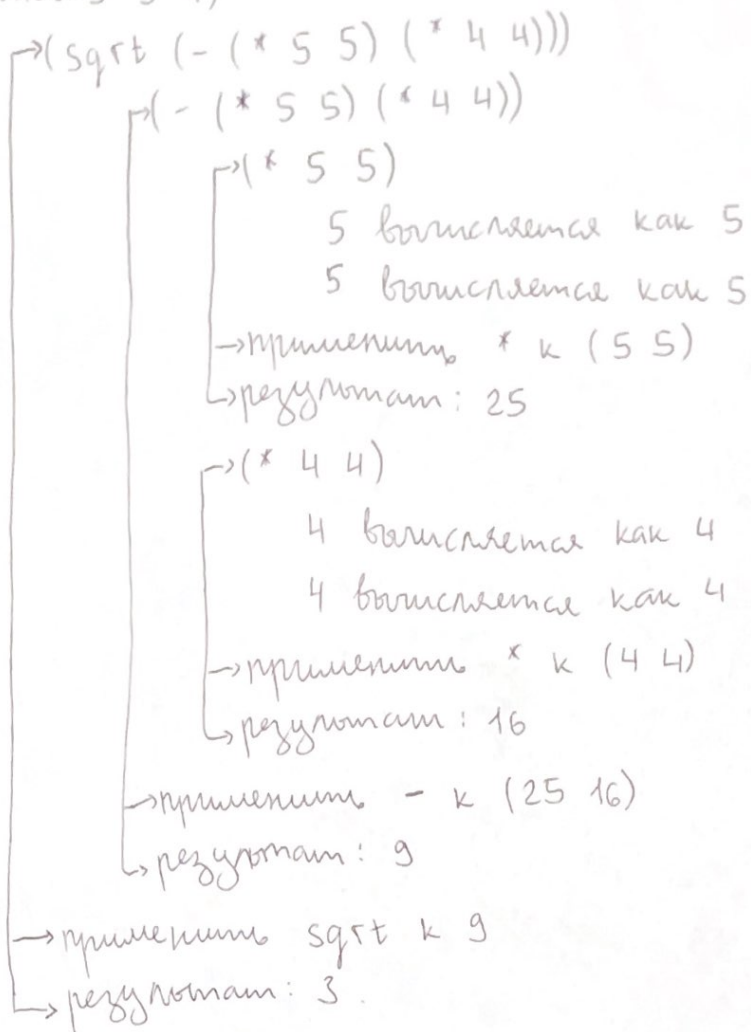 (sqrt (- (* 5 5) (* 4 4)))
(- (* 5 5) (* 4 4))
(* 5 5)
5 вычисляется как 5
5 вычисляется как 5
применить * к (5 5)
результат: 25
(* 4 4)
4 вычисляется как 4
4 вычисляется как 4
применить * к (4 4)
результат: 16
применить - к (25 16)
результат: 9
применить sqrt к 9
результат: 3.